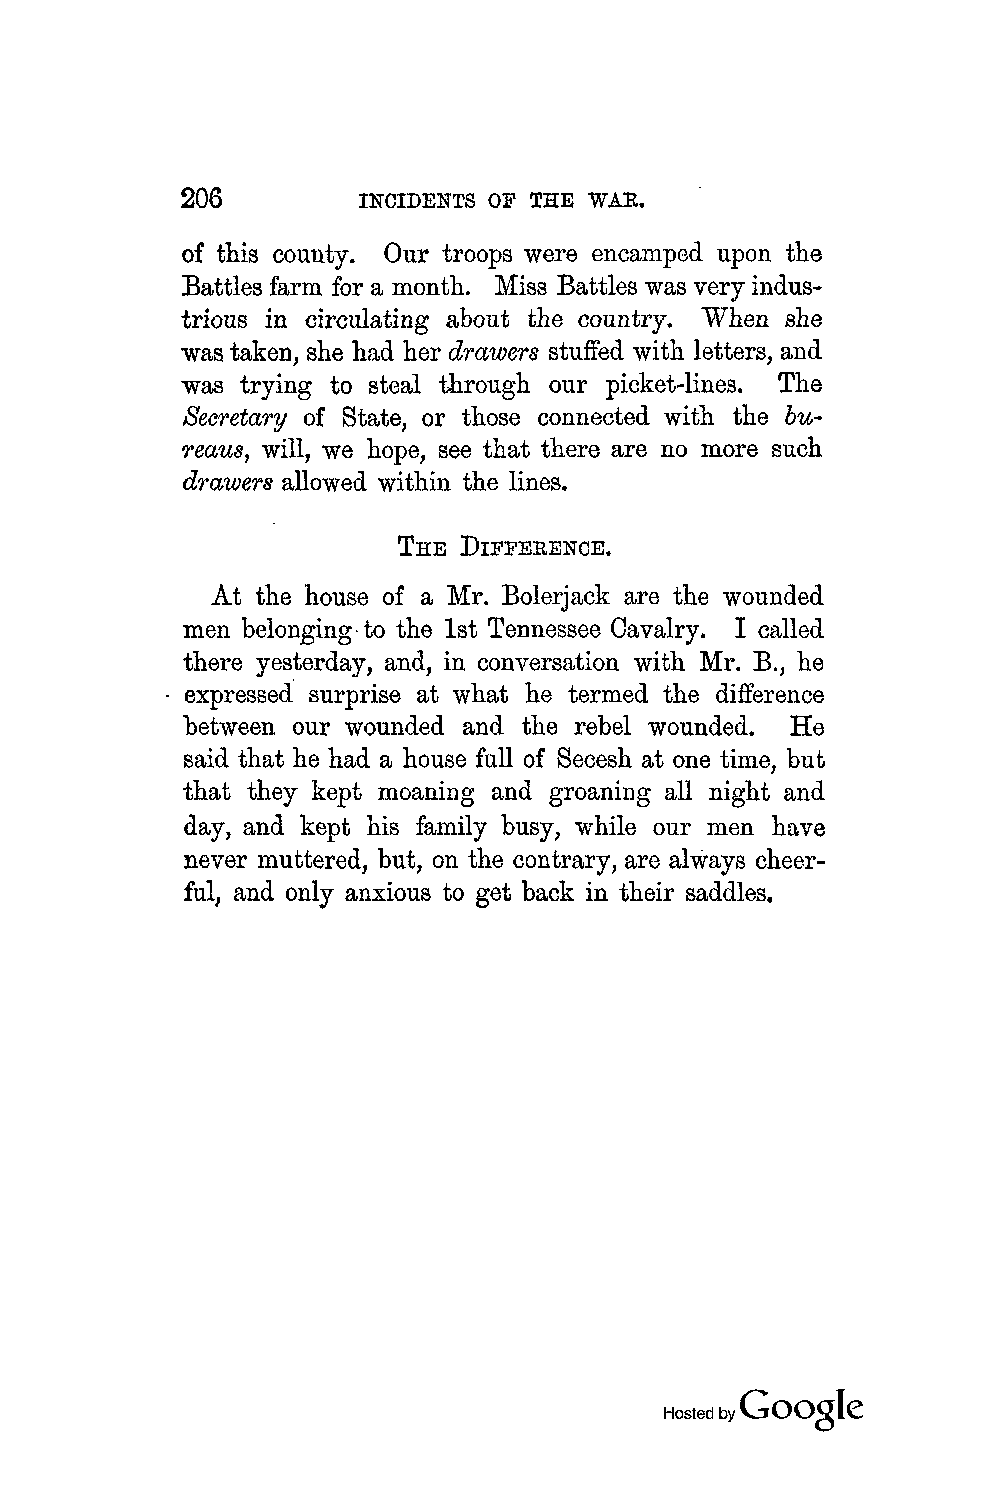 206 INCIDENTS OF THE WAR.
of this county. Our troops were encamped upon the
Battles farm for a month. Miss Battles was very indus-
trious in circulating about the country. When she
was taken, she had her drawers stuffed with letters, and
was trying to steal through our picket-lines. The
Secretary of State, or those connected with the bu-
reaus, will, we hope, see that there are no more such
drawers allowed within the lines.
THE DIFFERENCE.
At the house of a Mr. Bolerjack are the wounded
men belonging to the 1st Tennessee Cavalry. I called
there yesterday, and, in conversation with Mr. B., he
expressed surprise at what he termed the difference
between our wounded and the rebel wounded. He
said that he had a house full of Secesh at one time, but
that they kept moaning and groaning all night and
day, and kept his family busy, while our men have
never muttered, but, on the contrary, are always cheer-
ful, and only anxious to get back in their saddles.
Hosted by Google